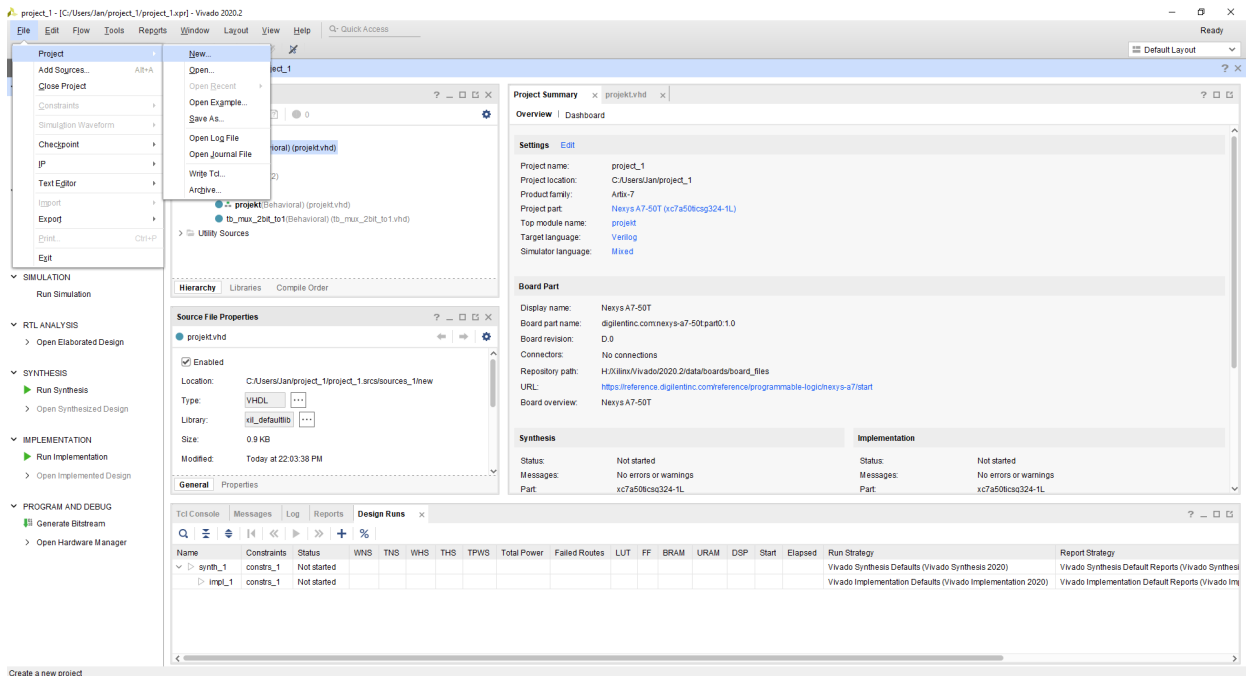 project_1 - [C:/Users/Jan/project_1/project_1.xpr] - Vivado 2020.2
File Edit Flow Tools Reports Window Layout View Help Q- Quick Access Ready
Default Layout
Project
Add Sources... Alt+A
Close Project
Constraints
Simulation Waveform
Checkpoint
IP
Text Editor
Import
Export
Print... Ctrl+P
Exit
New...
Open...
Open Recent
Open Example...
Save As...
Open Log File
Open Journal File
Write Tcl...
Archive...
ject_1
0
ioral) (projekt.vhd)
2)
projekt(Behavioral) (projekt.vhd)
tb_mux_2bit_to1(Behavioral) (tb_mux_2bit_to1.vhd)
Utility Sources
Hierarchy Libraries Compile Order
SIMULATION
Run Simulation
RTL ANALYSIS
Open Elaborated Design
SYNTHESIS
Run Synthesis
Open Synthesized Design
IMPLEMENTATION
Run Implementation
Open Implemented Design
PROGRAM AND DEBUG
Generate Bitstream
Open Hardware Manager
Source File Properties
projekt.vhd
Enabled
Location: C:/Users/Jan/project_1/project_1.srcs/sources_1/new
Type: VHDL
Library: xil_defaultlib
Size: 0.9 KB
Modified: Today at 22:03:38 PM
General Properties
Project Summary projekt.vhd
Overview | Dashboard
Settings Edit
Project name: project_1
Project location: C:/Users/Jan/project_1
Product family: Artix-7
Project part: Nexys A7-50T (xc7a50ticsg324-1L)
Top module name: projekt
Target language: Verilog
Simulator language: Mixed
Board Part
Display name: Nexys A7-50T
Board part name: digilentinc.com:nexys-a7-50t:part0:1.0
Board revision: D.0
Connectors: No connections
Repository path: H:/Xilinx/Vivado/2020.2/data/boards/board_files
URL: https://reference.digilentinc.com/reference/programmable-logic/nexys-a7/start
Board overview: Nexys A7-50T
Synthesis Implementation
Status: Not started Status: Not started
Messages: No errors or warnings Messages: No errors or warnings
Part: xc7a50ticsg324-1L Part: xc7a50ticsg324-1L
Tcl Console Messages Log Reports Design Runs
Name Constraints Status WNS TNS WHS THS TPWS Total Power Failed Routes LUT FF BRAM URAM DSP Start Elapsed Run Strategy Report Strategy
synth_1 constrs_1 Not started Vivado Synthesis Defaults (Vivado Synthesis 2020) Vivado Synthesis Default Reports (Vivado Synthesi
impl_1 constrs_1 Not started Vivado Implementation Defaults (Vivado Implementation 2020) Vivado Implementation Default Reports (Vivado Im
Create a new project